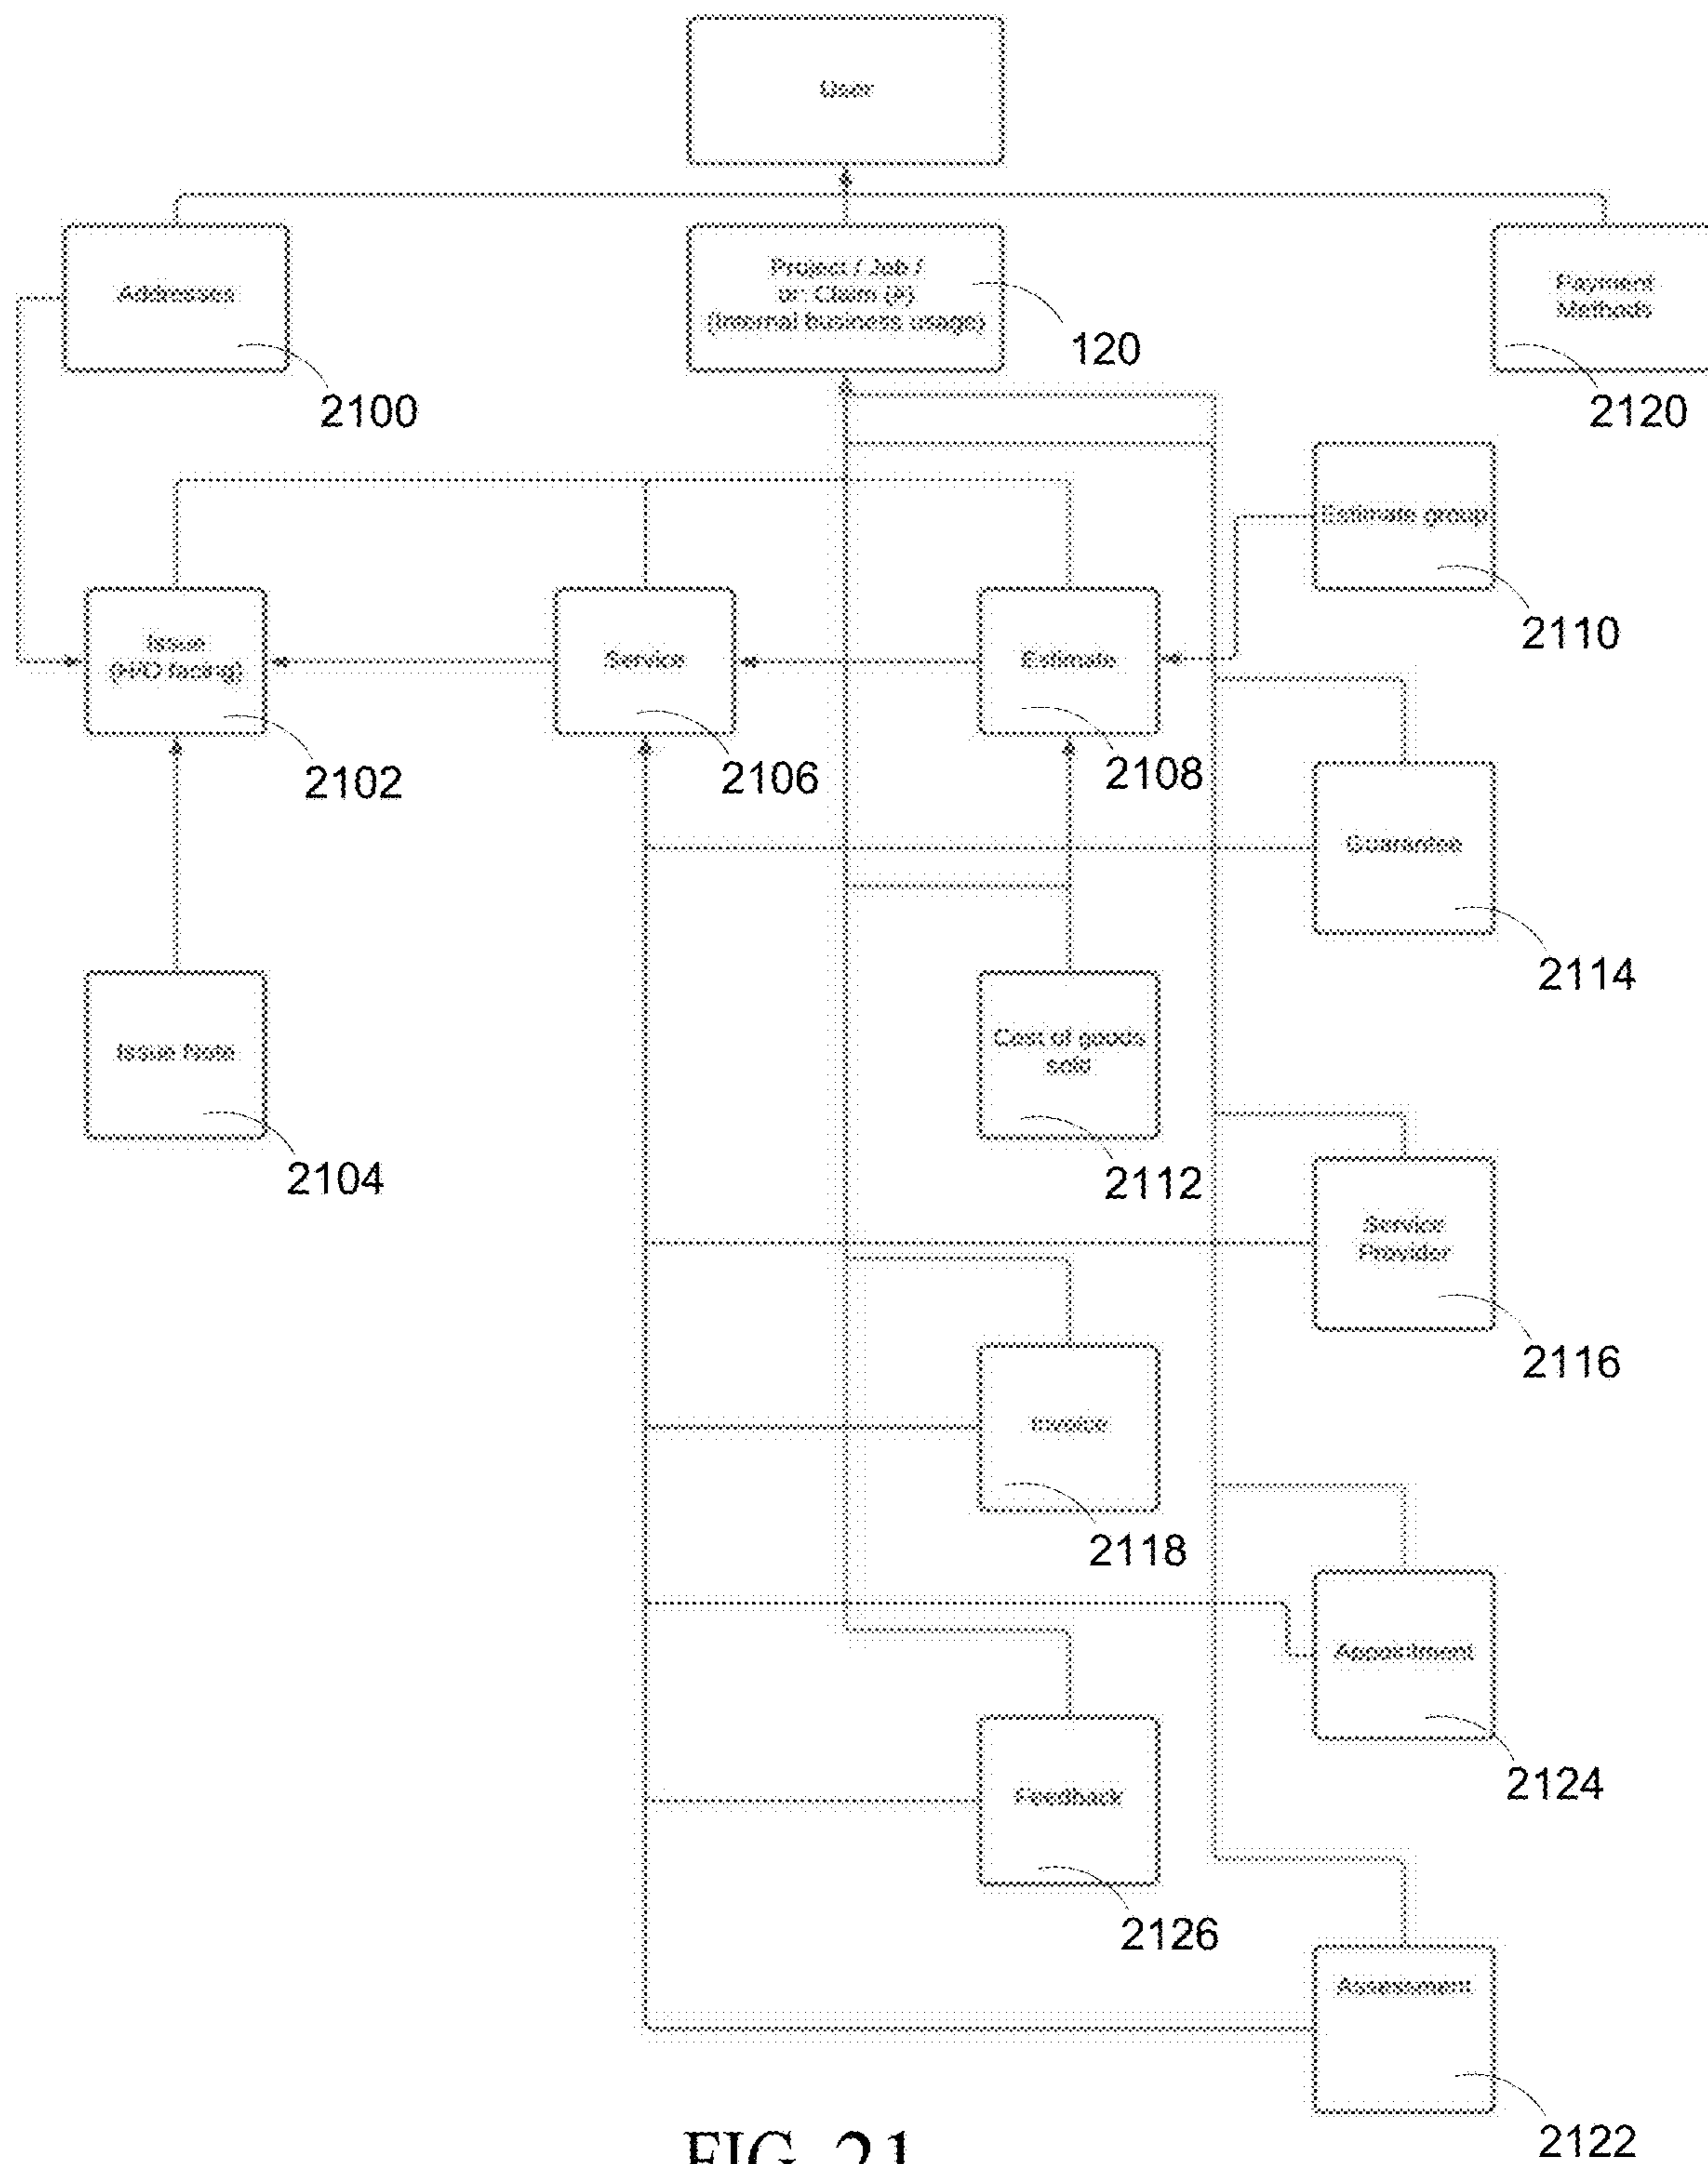 User
Addresses
2100
Project / Job /
or Claim (#)
(Internal business usage)
120
Payment
Methods
2120
Estimate group
2110
Issue
(H/O facing)
2102
Service
2106
Estimate
2108
Guarantee
2114
Issue Note
2104
Cost of goods
sold
2112
Service
Provider
2116
Invoice
2118
Appointment
2124
Feedback
2126
Assessment
2122
FIG. 21